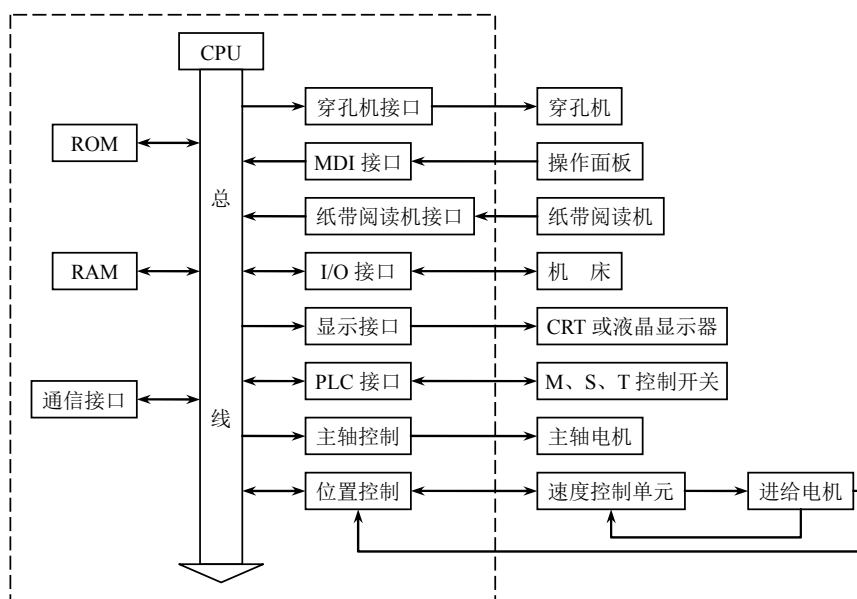 CPU
穿孔机接口
穿孔机
ROM
MDI 接口
操作面板
总
纸带阅读机接口
纸带阅读机
RAM
I/O 接口
机 床
显示接口
CRT 或液晶显示器
PLC 接口
M、S、T 控制开关
通信接口
线
主轴控制
主轴电机
位置控制
速度控制单元
进给电机